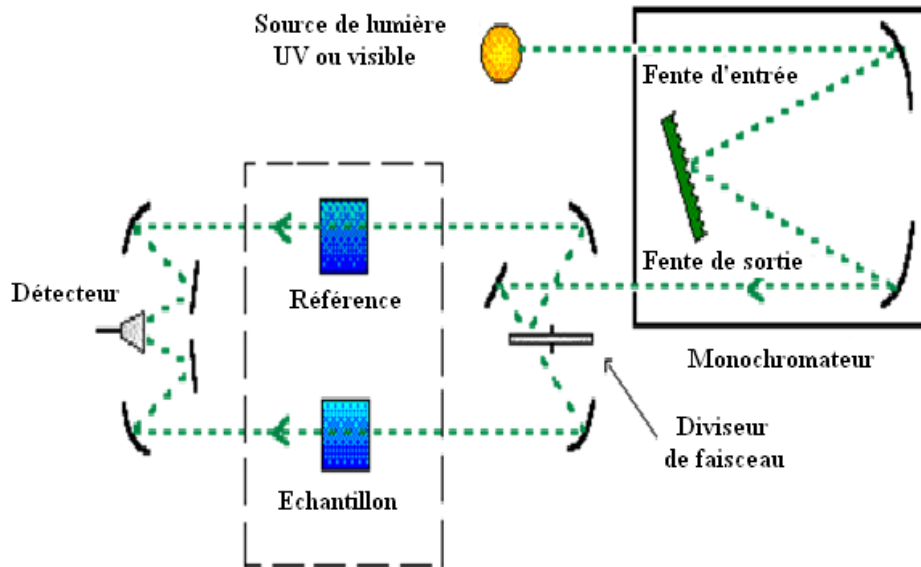 Source de lumière
UV ou visible
Fente d'entrée
Fente de sortie
Détecteur
Référence
Monochromateur
Diviseur
de faisceau
Echantillon